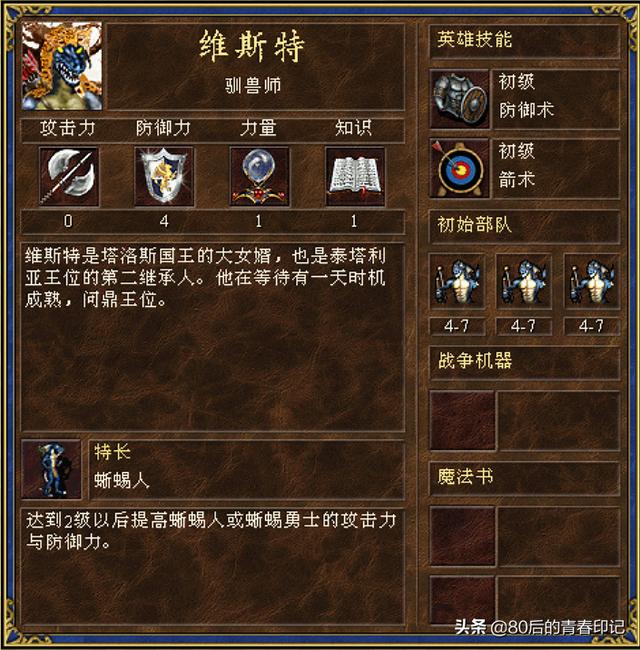 维斯特
驯兽师
攻击力 防御力 力量 知识
0 4 1 1
维斯特是塔洛斯国王的大女婿，也是泰塔利
亚王位的第二继承人。他在等待有一天时机
成熟，问鼎王位。
特长
蜥蜴人
达到2级以后提高蜥蜴人或蜥蜴勇士的攻击力
与防御力。
英雄技能
初级
防御术
初级
箭术
初始部队
4-7 4-7 4-7
战争机器
魔法书
头条 @80后的青春印记